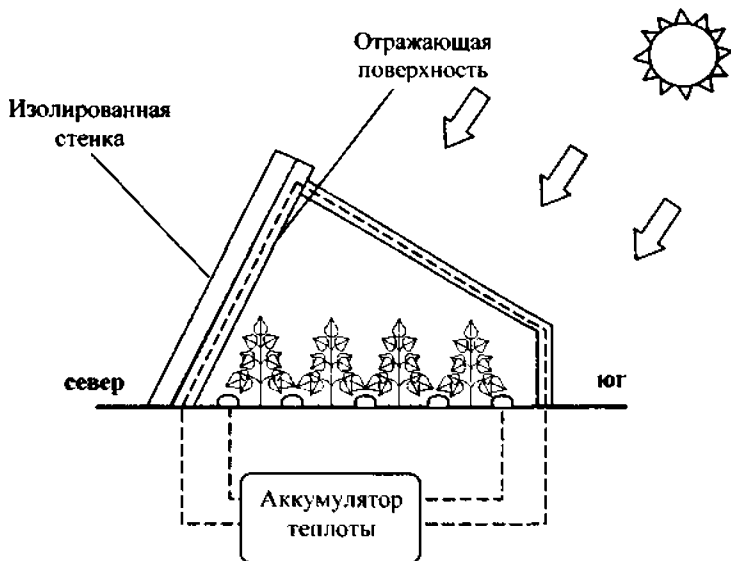 Отражающая
поверхность
Изолированная
стенка
север
юг
Аккумулятор
теплоты